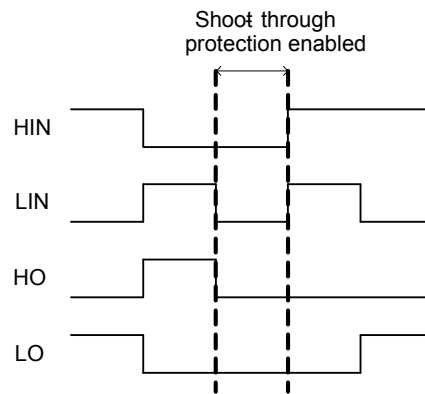 Shoot through
protection enabled
HIN
LIN
HO
LO